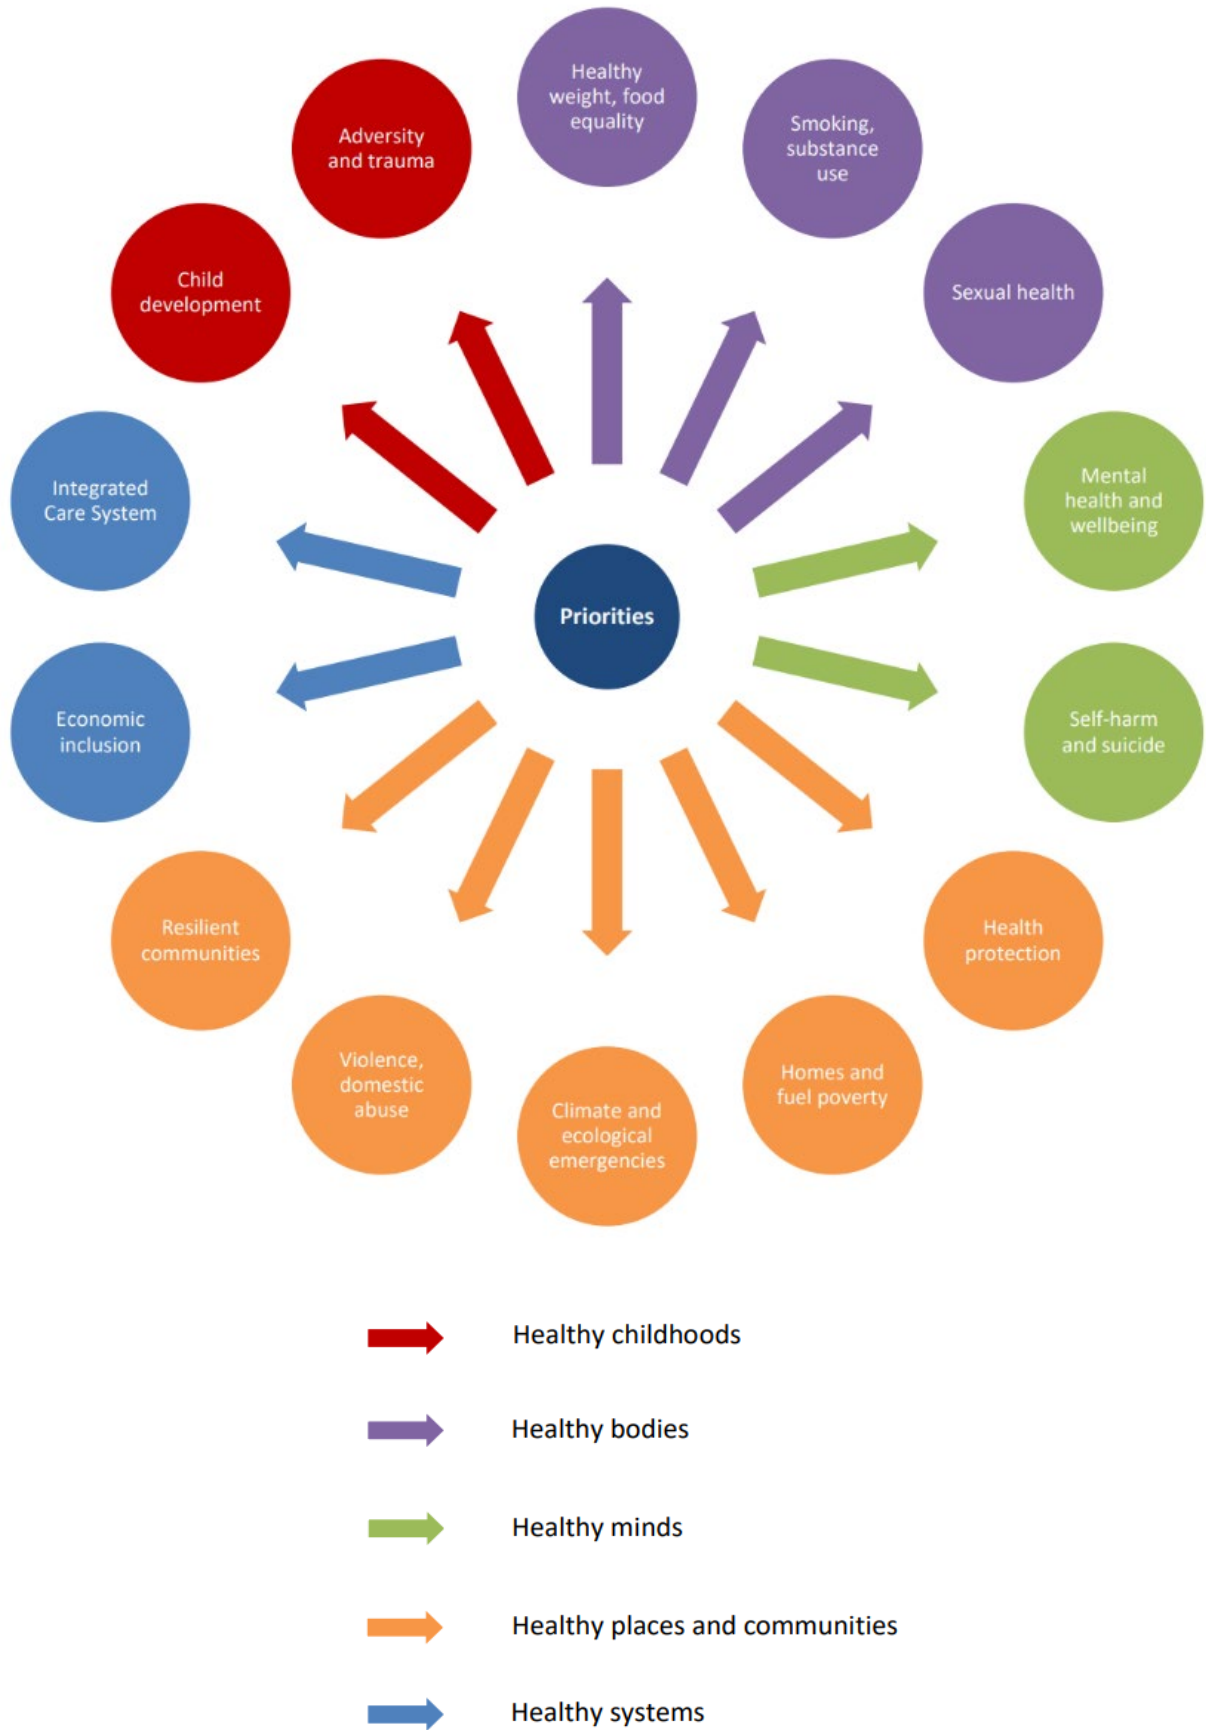 Healthy
weight, food
equality
Smoking,
substance
use
Sexual health
Mental
health and
wellbeing
Self-harm
and suicide
Health
protection
Homes and
fuel poverty
Climate and
ecological
emergencies
Violence,
domestic
abuse
Resilient
communities
Economic
inclusion
Integrated
Care System
Child
development
Adversity
and trauma
Priorities
Healthy childhoods
Healthy bodies
Healthy minds
Healthy places and communities
Healthy systems